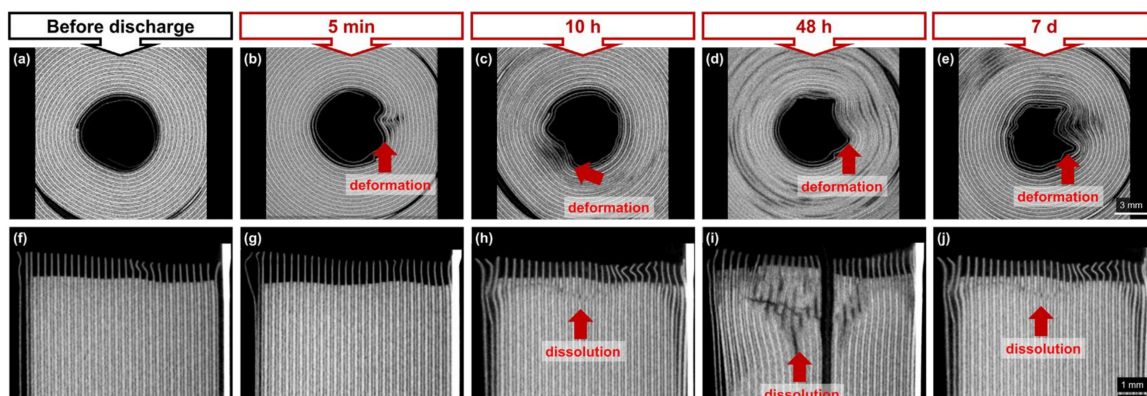 Before discharge
5 min
10 h
48 h
7 d
(a)
(b)
(c)
(d)
(e)
deformation
deformation
deformation
deformation
3 mm
(f)
(g)
(h)
(i)
(j)
dissolution
dissolution
dissolution
1 mm